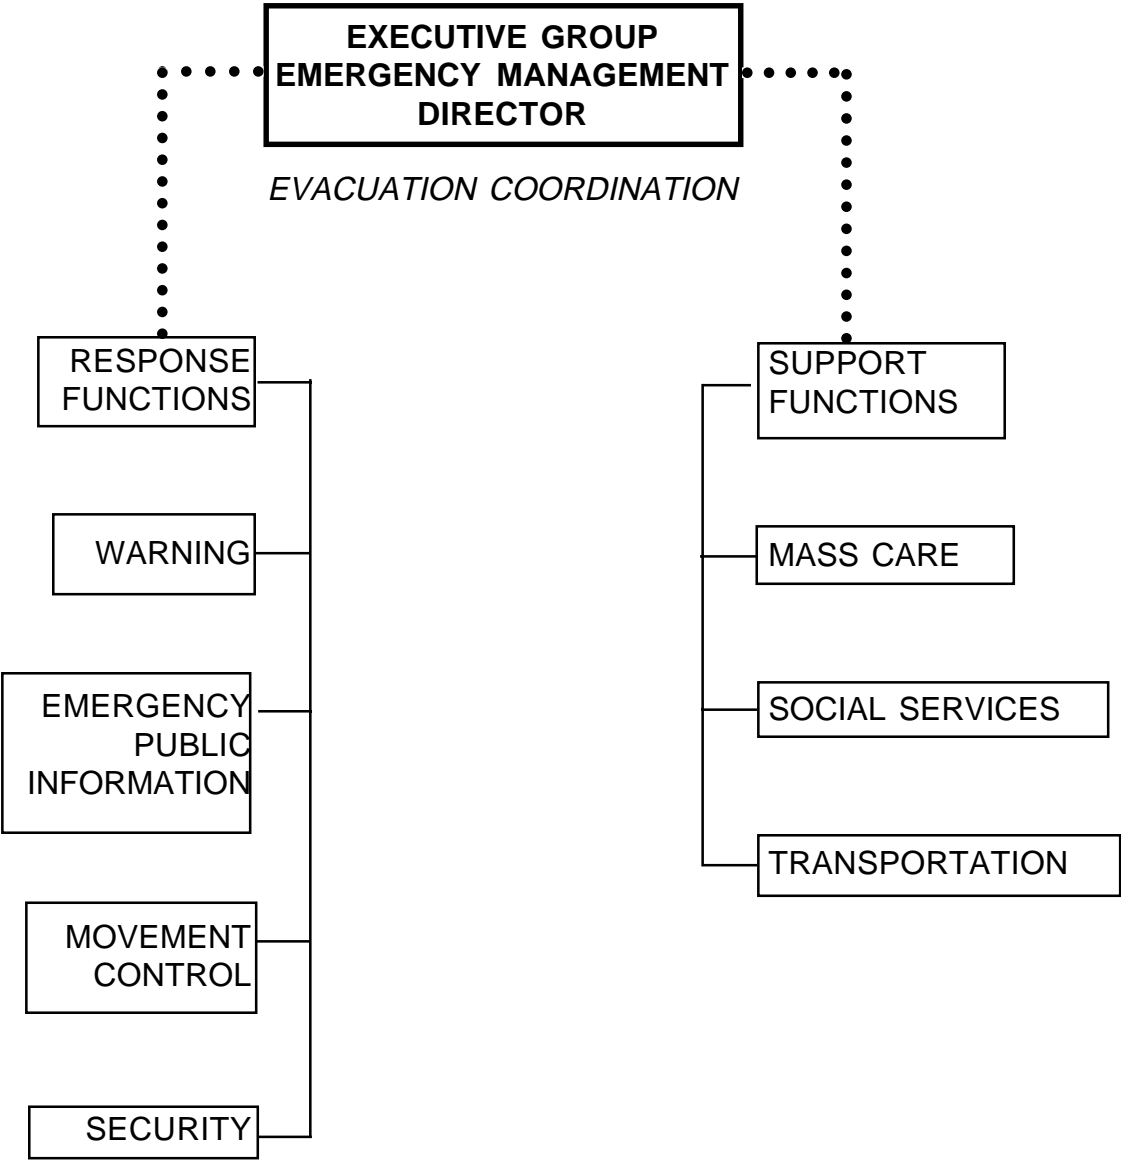 EXECUTIVE GROUP
EMERGENCY MANAGEMENT
DIRECTOR
EVACUATION COORDINATION
RESPONSE
FUNCTIONS
WARNING
EMERGENCY
PUBLIC
INFORMATION
MOVEMENT
CONTROL
SECURITY
SUPPORT
FUNCTIONS
MASS CARE
SOCIAL SERVICES
TRANSPORTATION